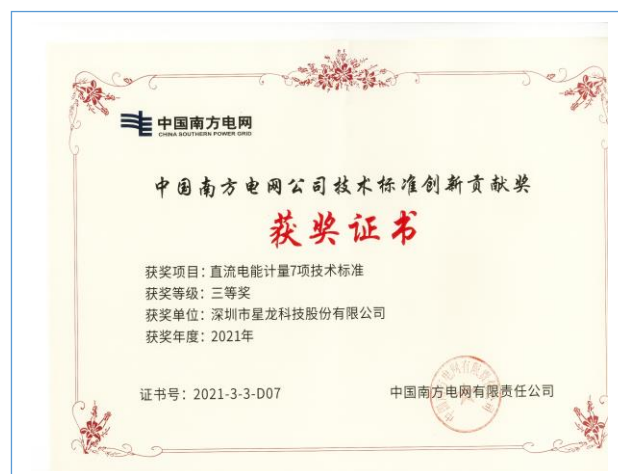 中国南方电网
CHINA SOUTHERN POWER GRID
中国南方电网公司技术标准创新贡献奖
获奖证书
获奖项目：直流电能计量7项技术标准
获奖等级：三等奖
获奖单位：深圳市星龙科技股份有限公司
获奖年度：2021年
证书号：2021-3-3-D07
中国南方电网有限责任公司